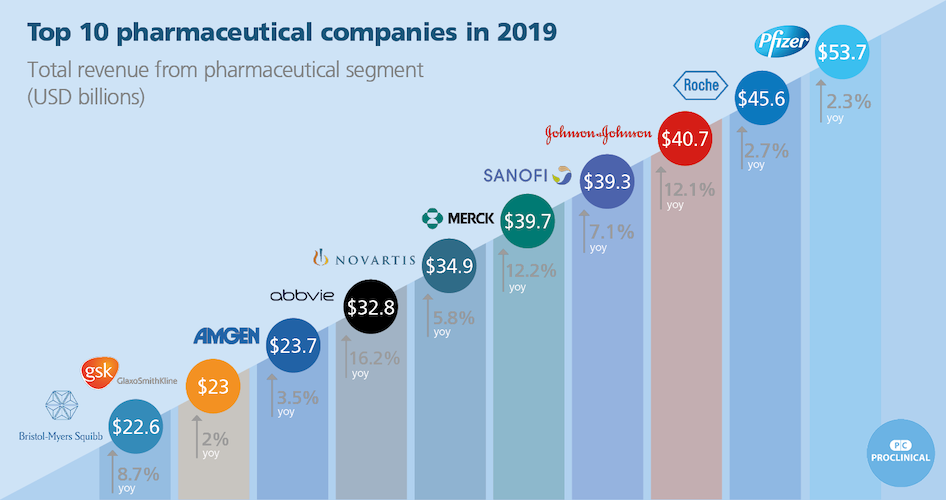 Top 10 pharmaceutical companies in 2019
Total revenue from pharmaceutical segment
(USD billions)
Pfizer
$53.7
2.3%
yoy
Roche
$45.6
2.7%
yoy
Johnson & Johnson
$40.7
12.1%
yoy
SANOFI
$39.3
7.1%
yoy
MERCK
$39.7
12.2%
yoy
NOVARTIS
$34.9
5.8%
yoy
abbvie
$32.8
16.2%
yoy
AMGEN
$23.7
3.5%
yoy
gsk
GlaxoSmithKline
$23
2%
yoy
Bristol-Myers Squibb
$22.6
8.7%
yoy
PC
PROCLINICAL